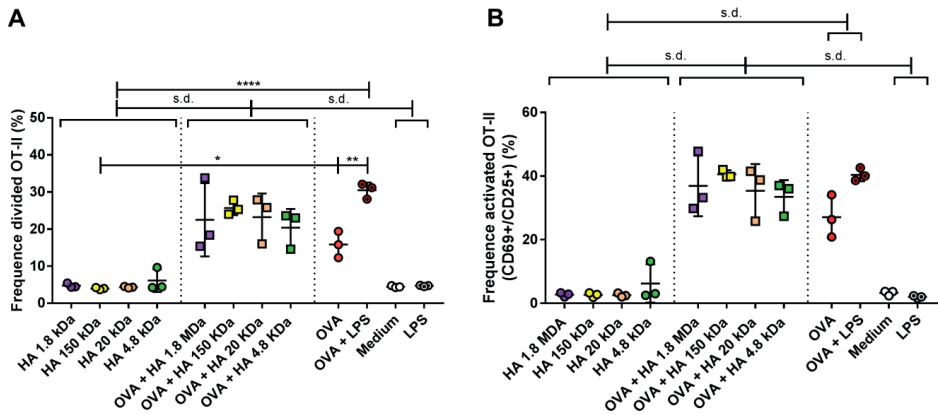 A
****
s.d.
s.d.
*
**
Frequence divided OT-II (%)
50
40
30
20
10
0
HA 1.8 kDa
HA 150 kDa
HA 20 kDa
HA 4.8 kDa
OVA + HA 1.8 MDa
OVA + HA 150 KDa
OVA + HA 20 KDa
OVA + HA 4.8 KDa
OVA
OVA + LPS
Medium
LPS
B
s.d.
s.d.
s.d.
Frequence activated OT-II
(CD69+/CD25+) (%)
60
40
20
0
HA 1.8 MDA
HA 150 kDa
HA 20 kDa
HA 4.8 kDa
OVA + HA 1.8 MDa
OVA + HA 150 kDa
OVA + HA 20 kDa
OVA + HA 4.8 kDa
OVA
OVA + LPS
Medium
LPS